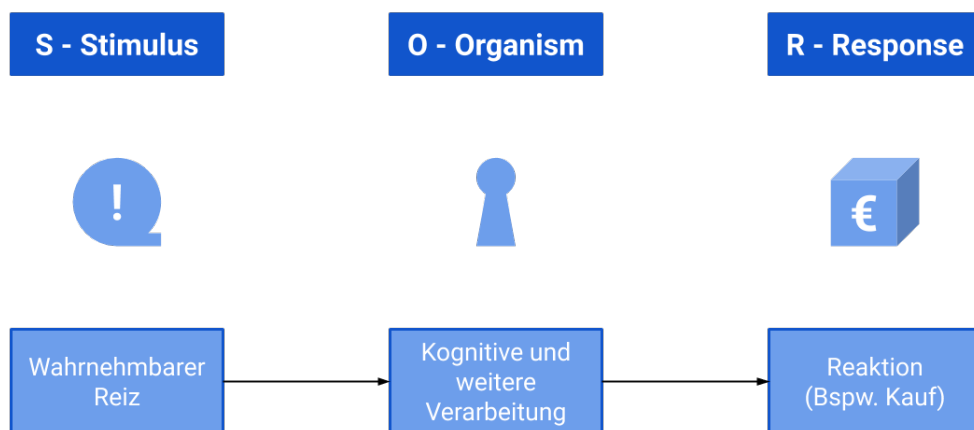 S - Stimulus
O - Organism
R - Response
!
€
Wahrnehmbarer
Reiz
Kognitive und
weitere
Verarbeitung
Reaktion
(Bspw. Kauf)